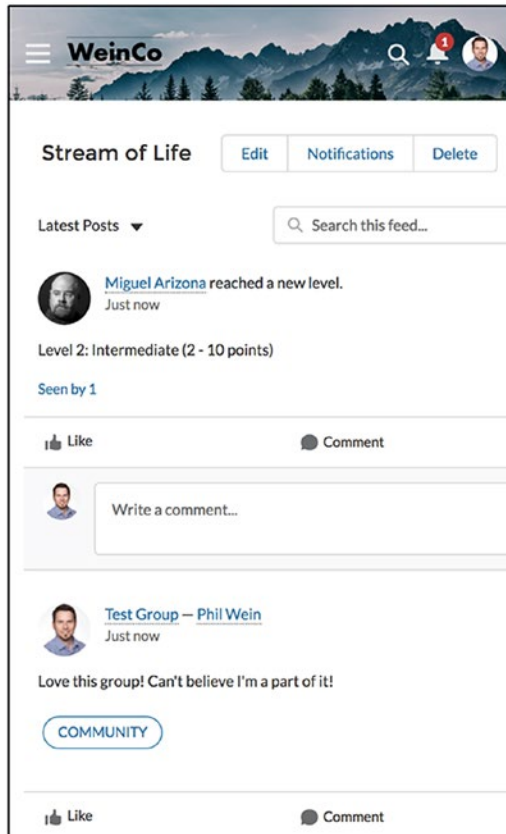 WeinCo
1
Stream of Life
Edit
Notifications
Delete
Latest Posts
Search this feed...
Miguel Arizona reached a new level.
Just now
Level 2: Intermediate (2 - 10 points)
Seen by 1
Like
Comment
Write a comment...
Test Group — Phil Wein
Just now
Love this group! Can't believe I'm a part of it!
COMMUNITY
Like
Comment